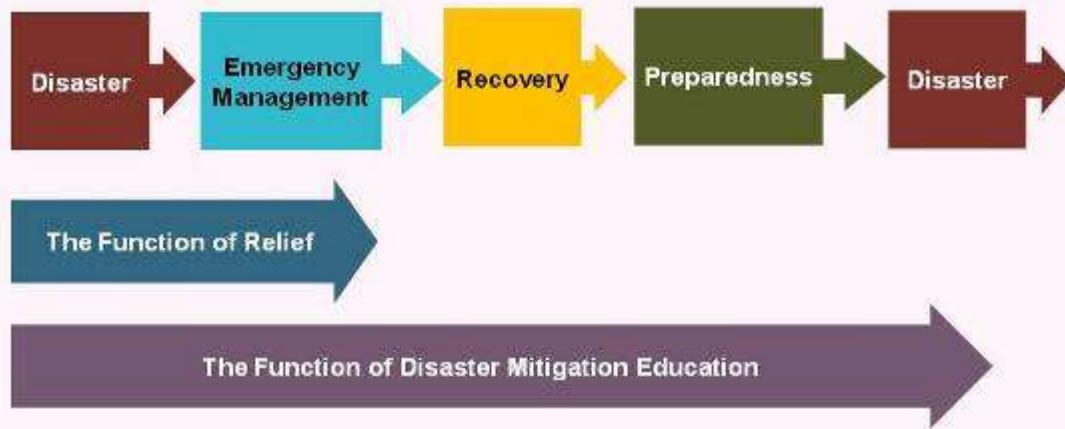 Disaster
Emergency
Management
Recovery
Preparedness
Disaster
The Function of Relief
The Function of Disaster Mitigation Education